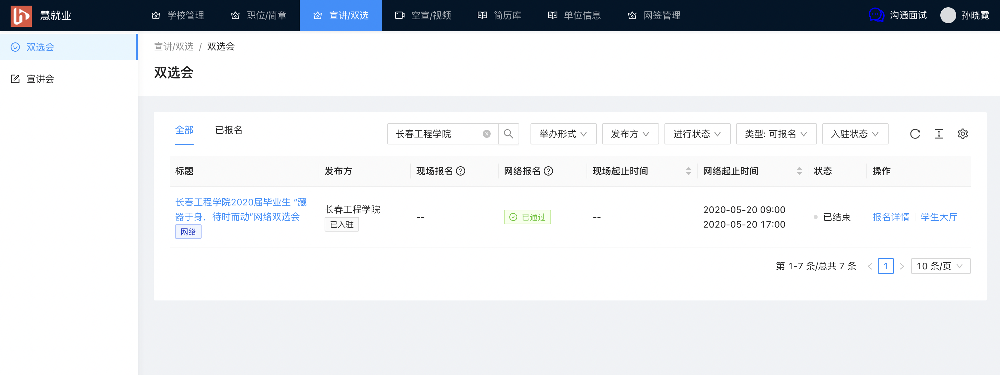 慧就业
学校管理
职位/简章
宣讲/双选
空宣/视频
简历库
单位信息
网签管理
沟通面试
孙晓霓
双选会
宣讲会
宣讲/双选 / 双选会
双选会
全部
已报名
长春工程学院
举办形式
发布方
进行状态
类型: 可报名
入驻状态
标题
发布方
现场报名
网络报名
现场起止时间
网络起止时间
状态
操作
长春工程学院2020届毕业生 “藏
器于身，待时而动”网络双选会
网络
长春工程学院
已入驻
--
已通过
--
2020-05-20 09:00
2020-05-20 17:00
已结束
报名详情
学生大厅
第 1-7 条/总共 7 条
1
10 条/页